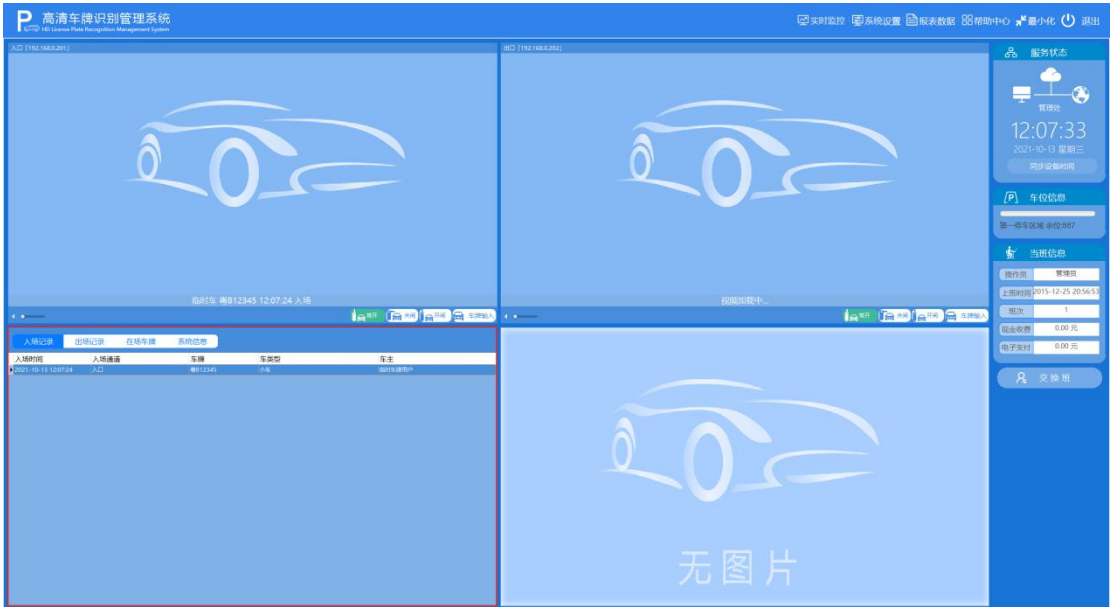 高清车牌识别管理系统
HD License Plate Recognition Management System
实时监控 系统设置 报表数据 帮助中心 最小化 退出
入口 [192.168.0.201]
临时车 粤B12345 12:07:24 入场
常开 关闸 开闸 车牌输入
出口 [192.168.0.202]
视频加载中...
常开 关闸 开闸 车牌输入
入场记录 出场记录 在场车牌 系统信息
入场时间 入场通道 车牌 车类型 车主
2021-10-13 12:07:24 入口 粤B12345 小车 临时车牌用户
无图片
服务状态
管理处
12:07:33
2021-10-13 星期三
同步设备时间
车位信息
第一停车区域 余位:887
当班信息
操作员 管理员
上班时间 2015-12-25 20:56:53
班次 1
现金收费 0.00 元
电子支付 0.00 元
交换班